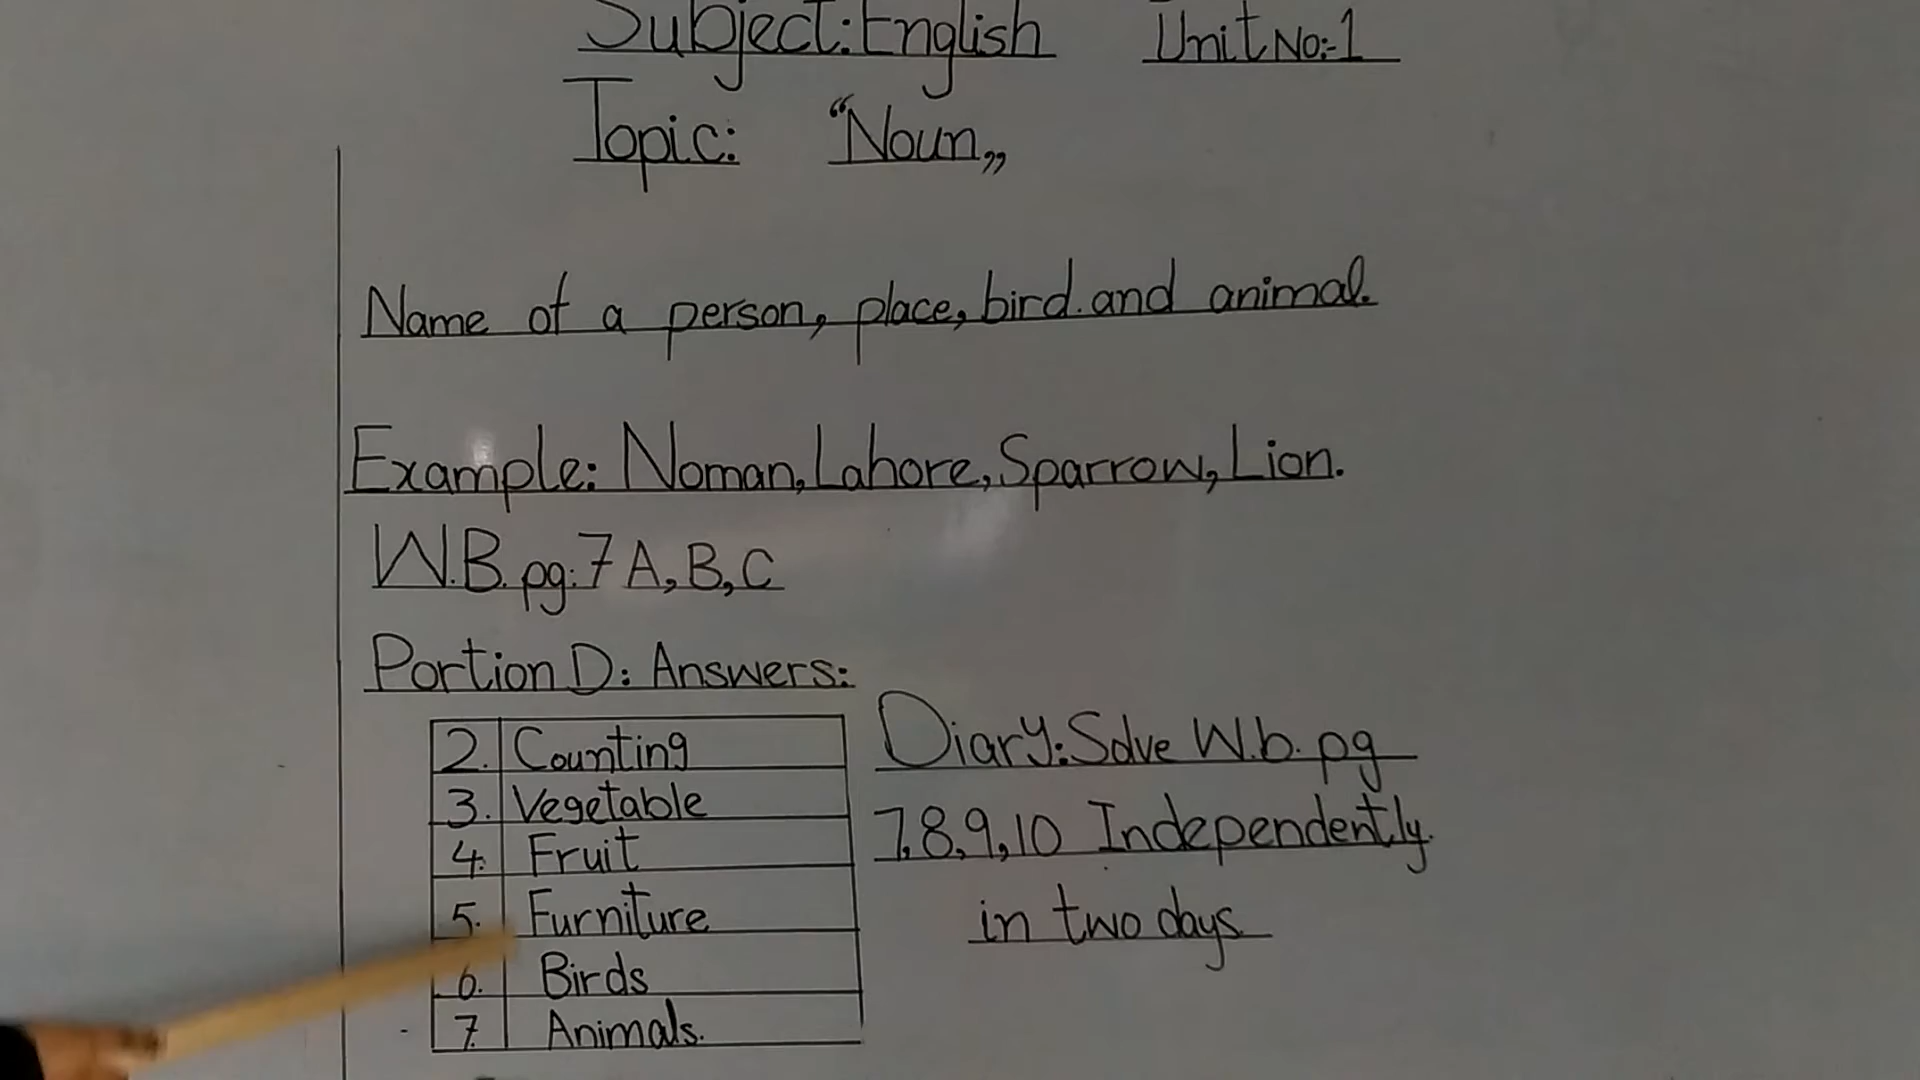 Subject: English Unit No:-1
Topic: “Noun„
Name of a person, place, bird. and animal.
Example: Noman, Lahore, Sparrow, Lion.
W.B. pg: 7 A, B, C
Portion D: Answers:
2. Counting
3. Vegetable
4. Fruit
5. Furniture
6. Birds
7. Animals.
Diary: Solve W.b. pg
7,8,9,10 Independently.
in two days